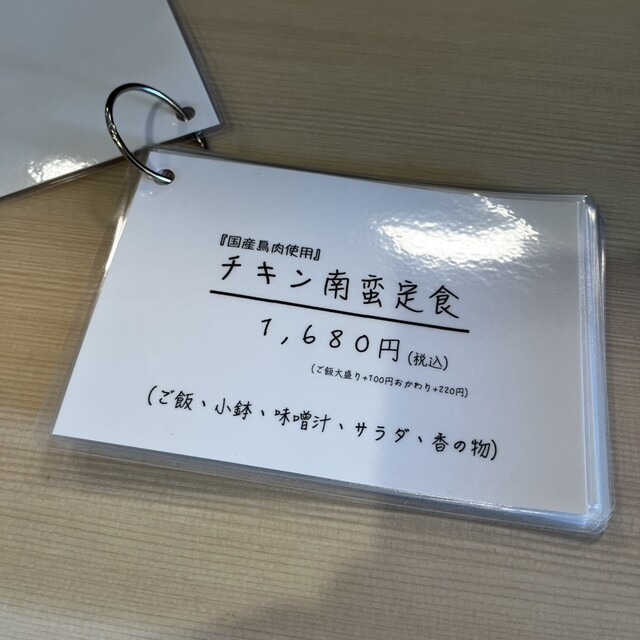 『国産鳥肉使用』
チキン南蛮定食
1,680円(税込)
(ご飯大盛り+100円おかわり+220円)
(ご飯、小鉢、味噌汁、サラダ、香の物)